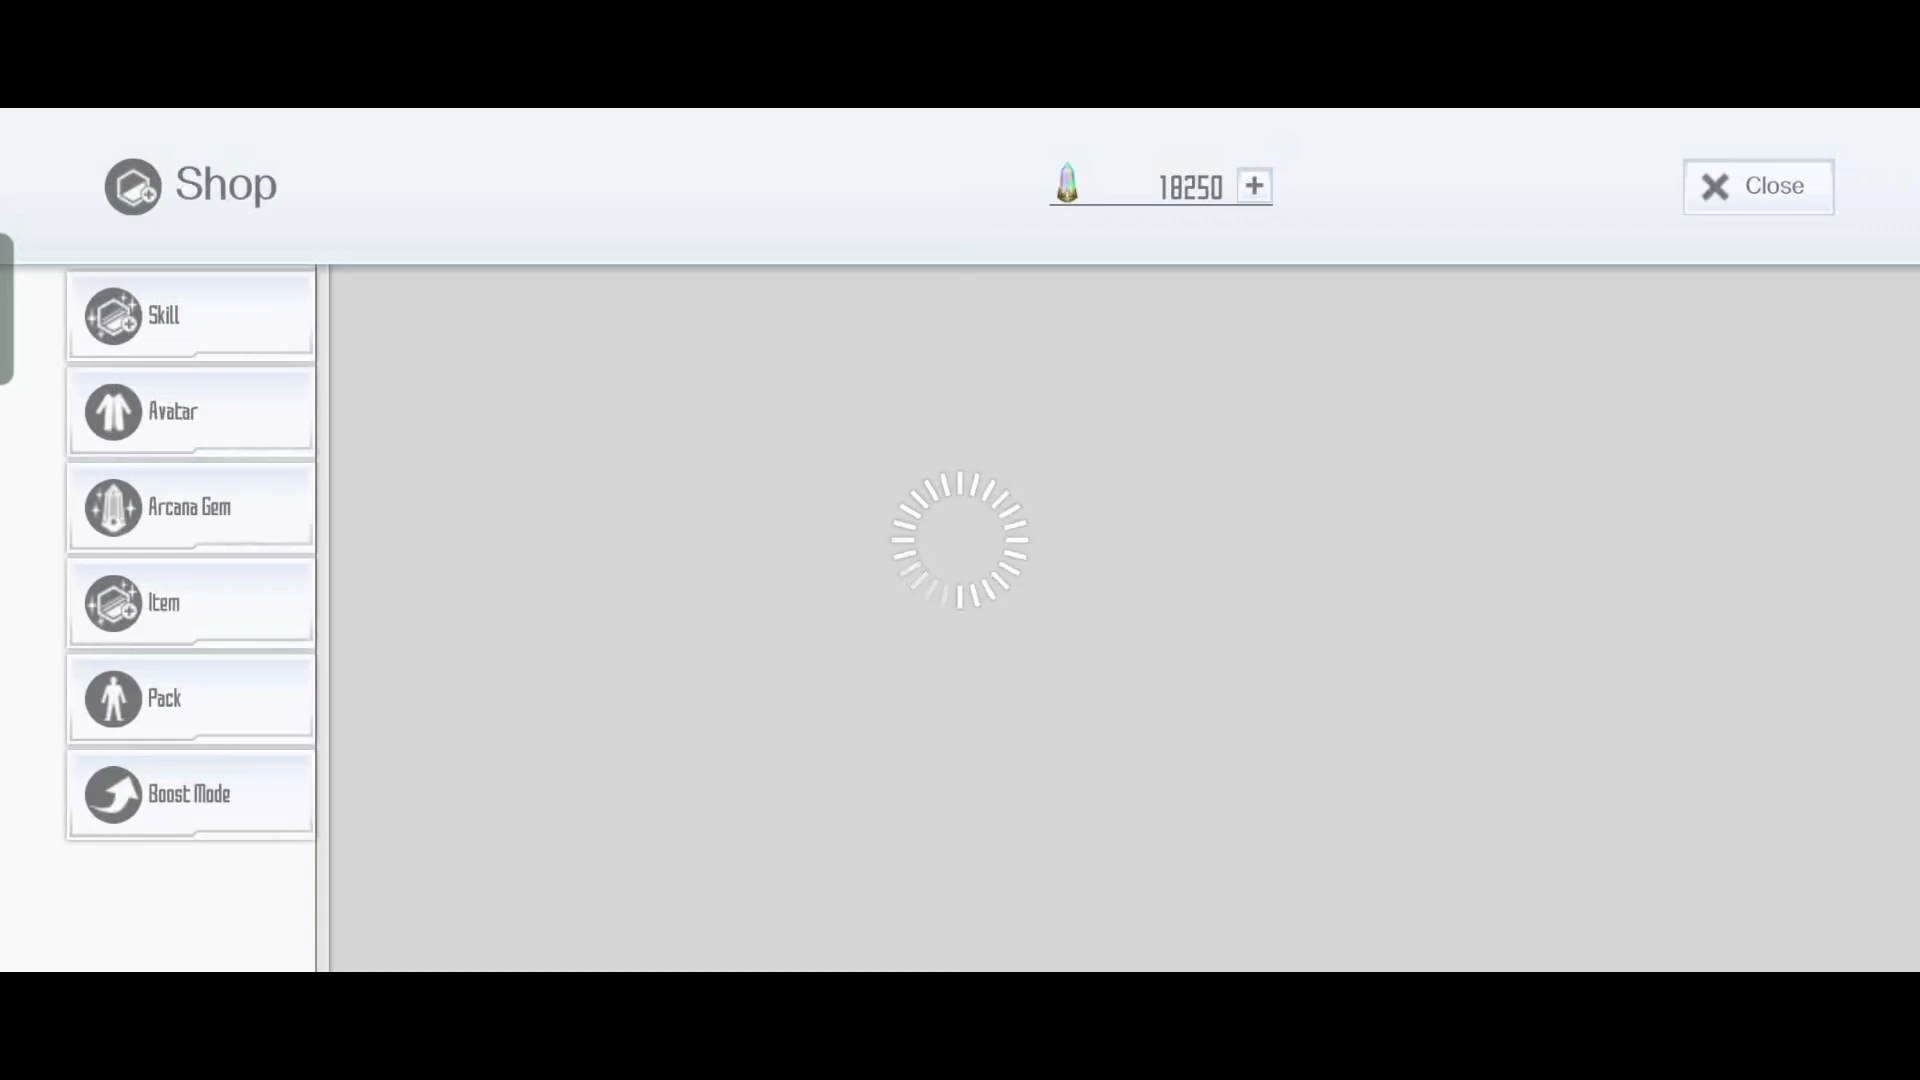 Shop
18250
Close
Skill
Avatar
Arcana Gem
Item
Pack
Boost Mode